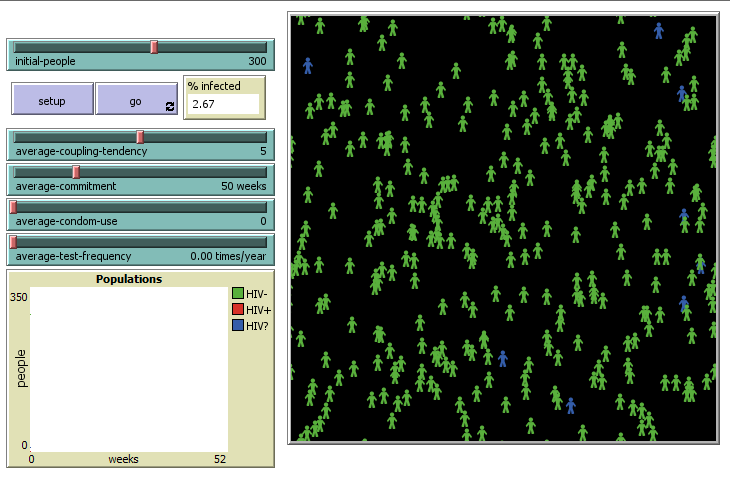 initial-people 300
setup
go
% infected
2.67
average-coupling-tendency 5
average-commitment 50 weeks
average-condom-use 0
average-test-frequency 0.00 times/year
Populations
350
people
0
0 weeks 52
HIV-
HIV+
HIV?